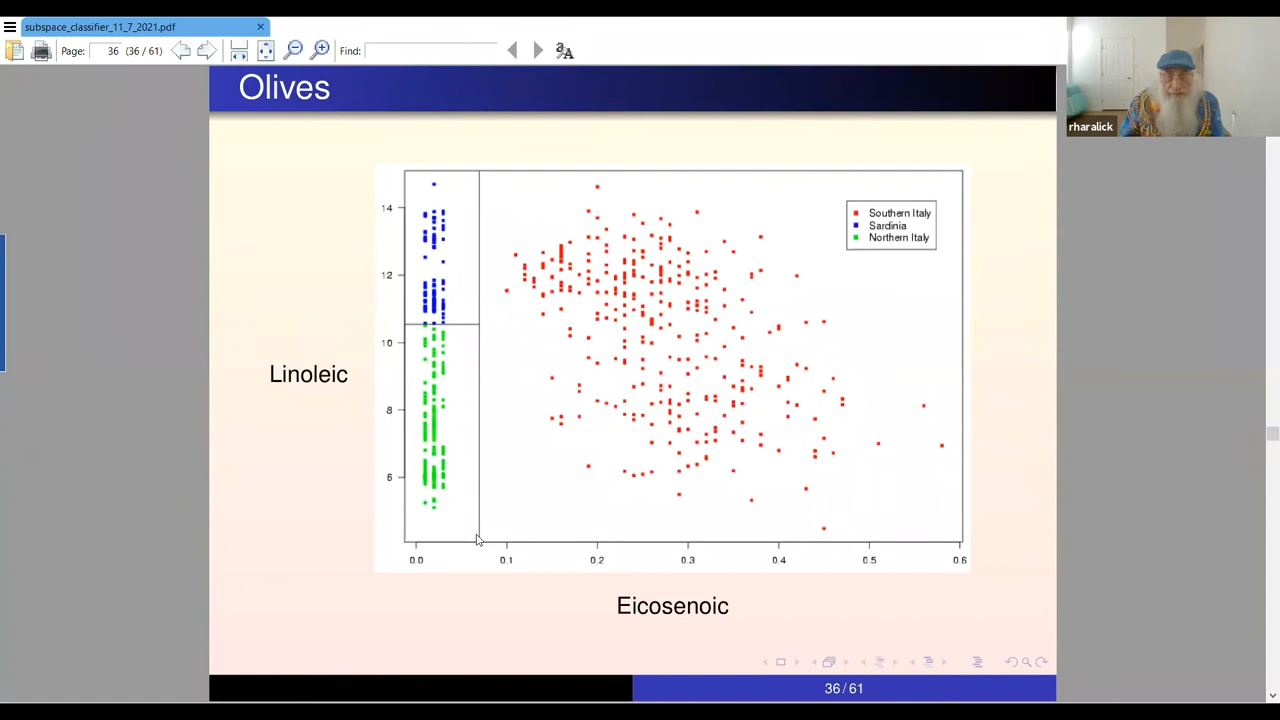 subspace_classifier_11_7_2021.pdf
Page: 36 (36 / 61) Find:
Olives
rharalick
14
12
10
8
6
Southern Italy
Sardinia
Northern Italy
Linoleic
0.0 0.1 0.2 0.3 0.4 0.5 0.6
Eicosenoic
36 / 61